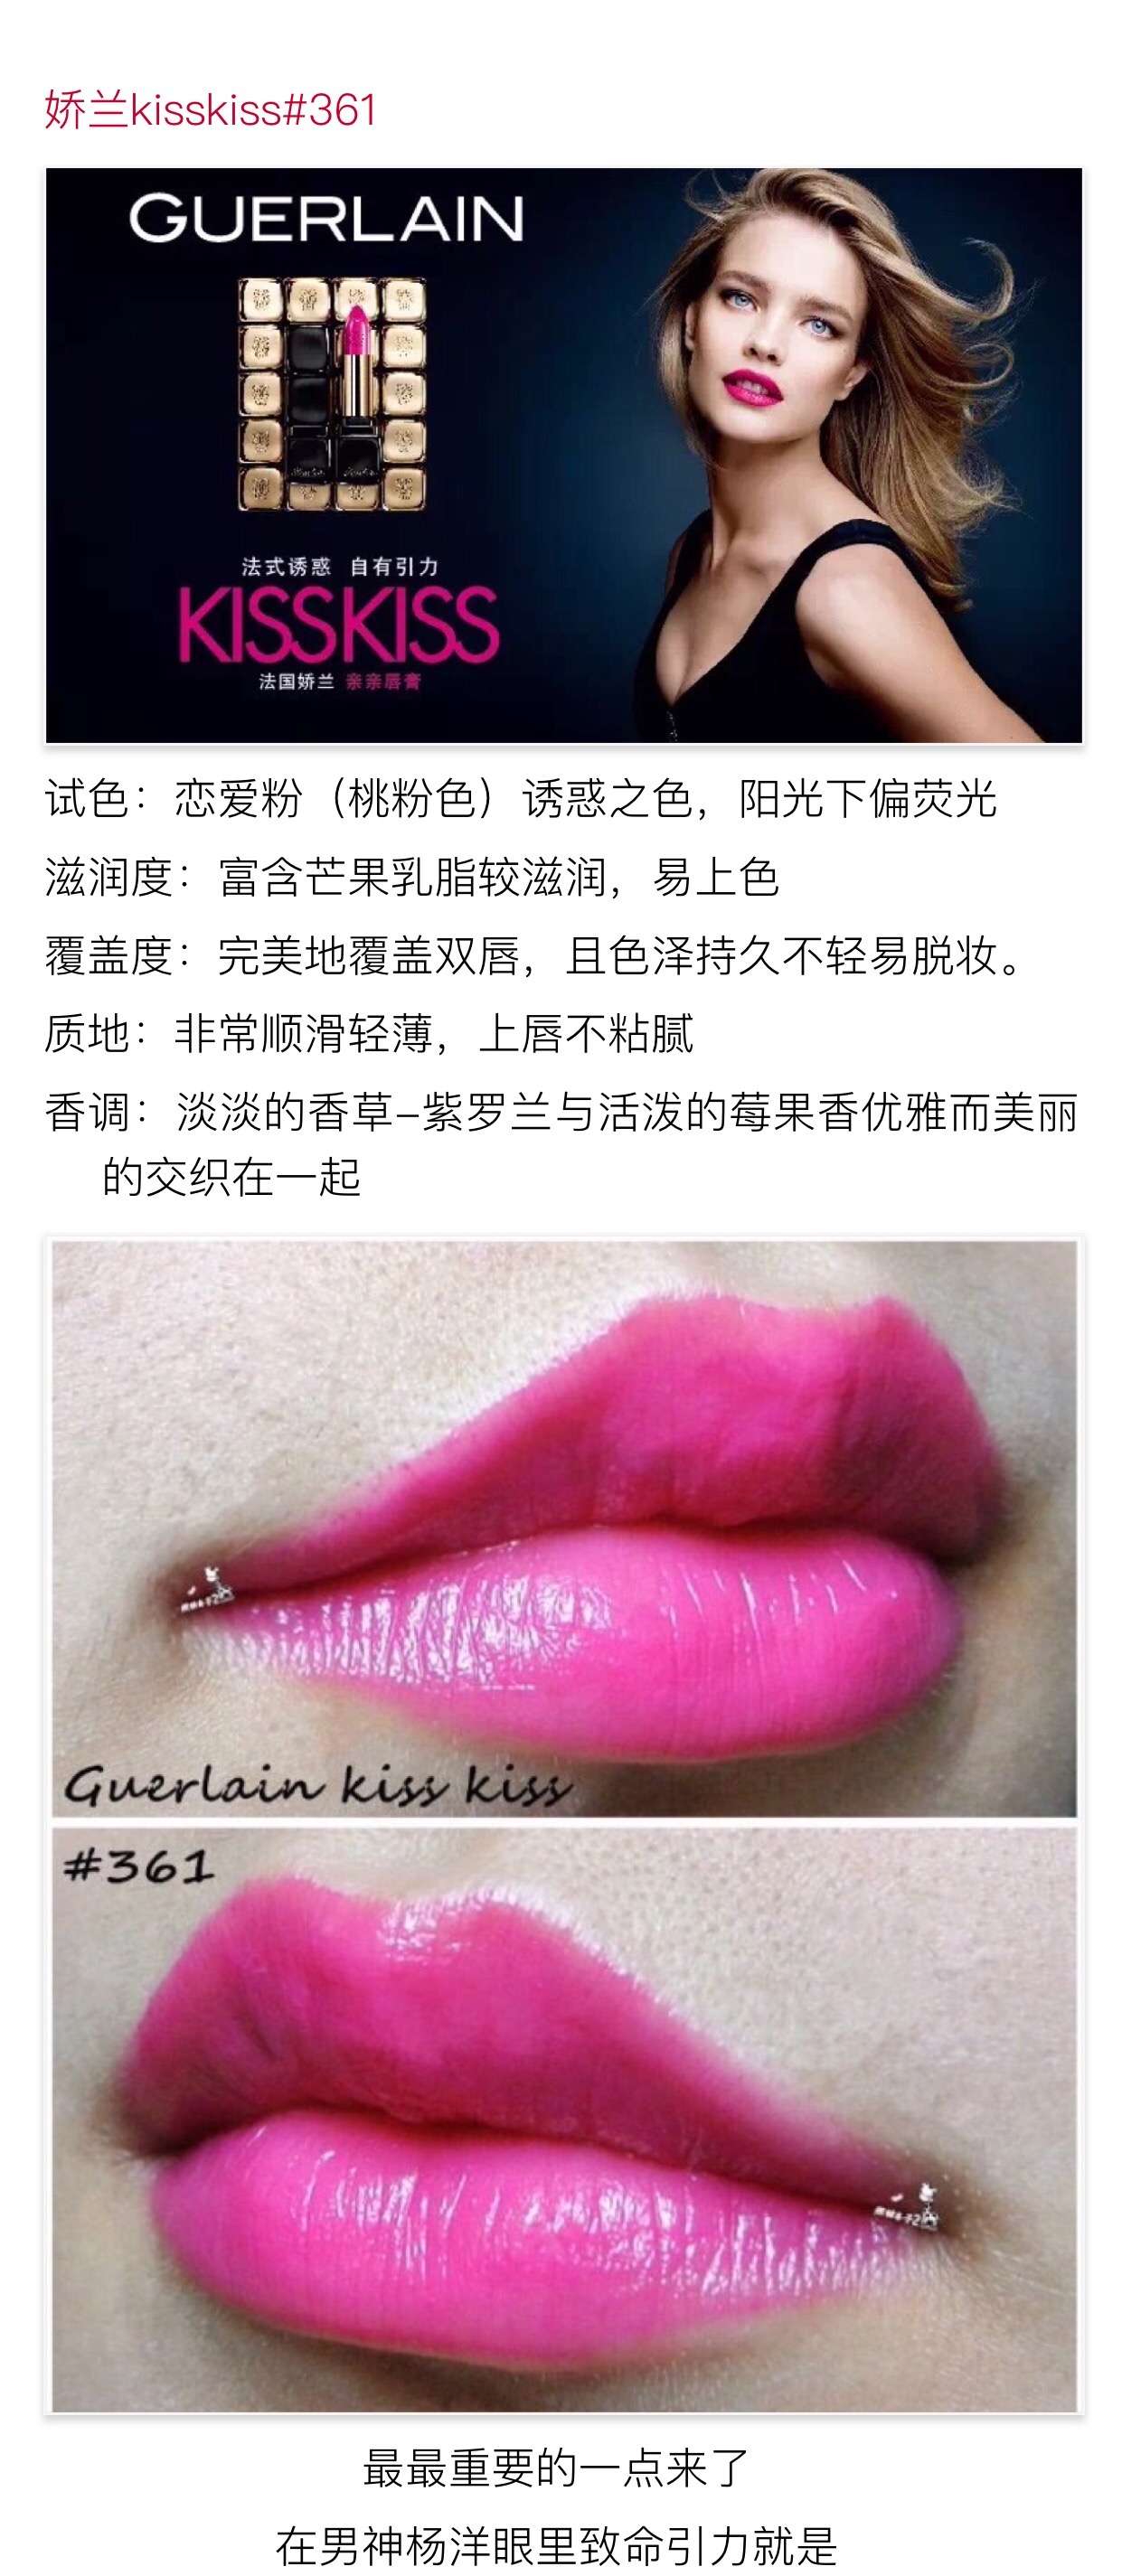 娇兰kisskiss#361
GUERLAIN
法式诱惑 自有引力
KISSKISS
法国娇兰 亲亲唇膏
试色：恋爱粉（桃粉色）诱惑之色，阳光下偏荧光
滋润度：富含芒果乳脂较滋润，易上色
覆盖度：完美地覆盖双唇，且色泽持久不轻易脱妆。
质地：非常顺滑轻薄，上唇不粘腻
香调：淡淡的香草–紫罗兰与活泼的莓果香优雅而美丽
的交织在一起
Guerlain kiss kiss
#361
最最重要的一点来了
在男神杨洋眼里致命引力就是